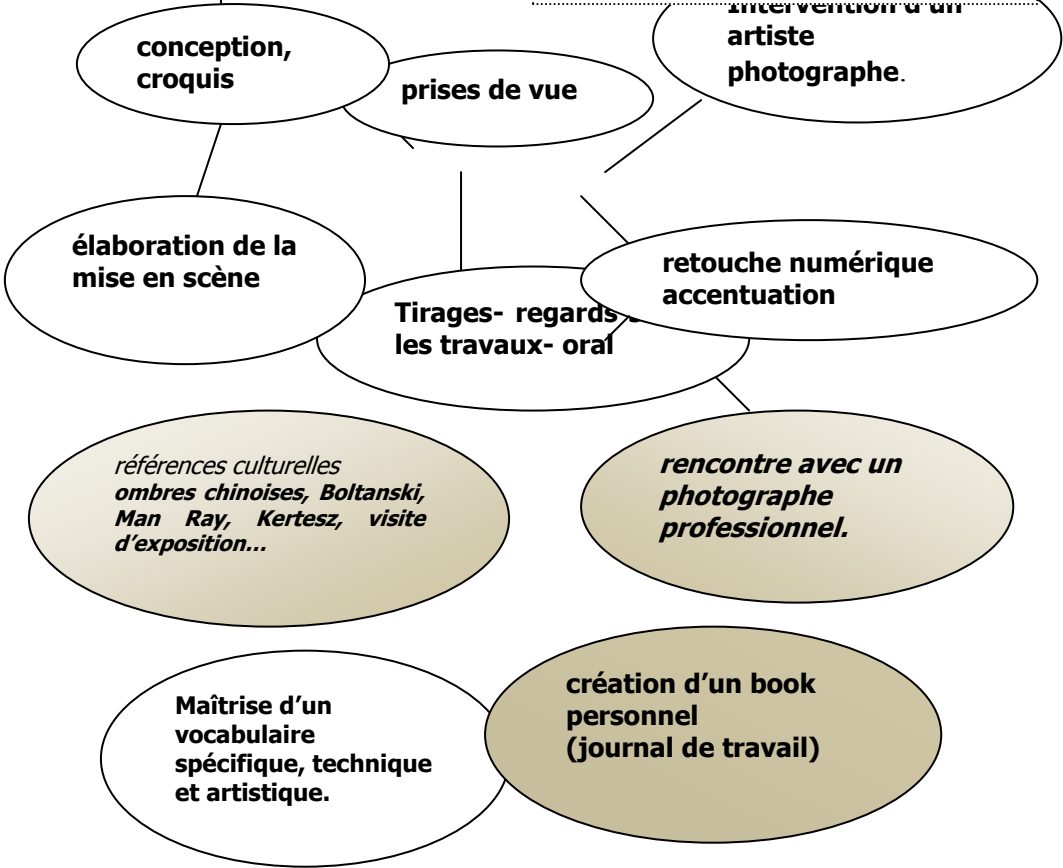 conception,
croquis
prises de vue
Intervention d'un
artiste
photographe.
élaboration de la
mise en scène
retouche numérique
accentuation
Tirages- regards
les travaux- oral
références culturelles
ombres chinoises, Boltanski,
Man Ray, Kertesz, visite
d'exposition…
rencontre avec un
photographe
professionnel.
Maîtrise d'un
vocabulaire
spécifique, technique
et artistique.
création d'un book
personnel
(journal de travail)